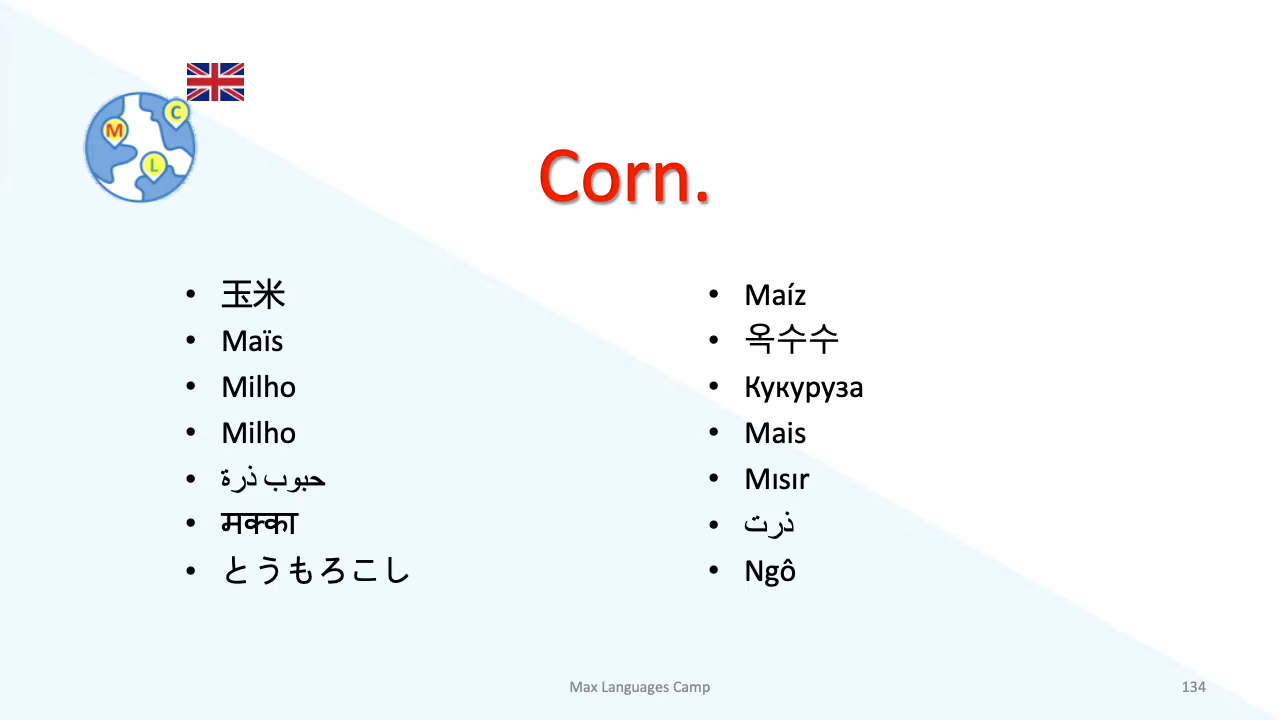 M
C
L
Corn.
玉米
Maïs
Milho
Milho
حبوب ذرة
मक्का
とうもろこし
Maíz
옥수수
Кукуруза
Mais
Mısır
ذرت
Ngô
Max Languages Camp
134